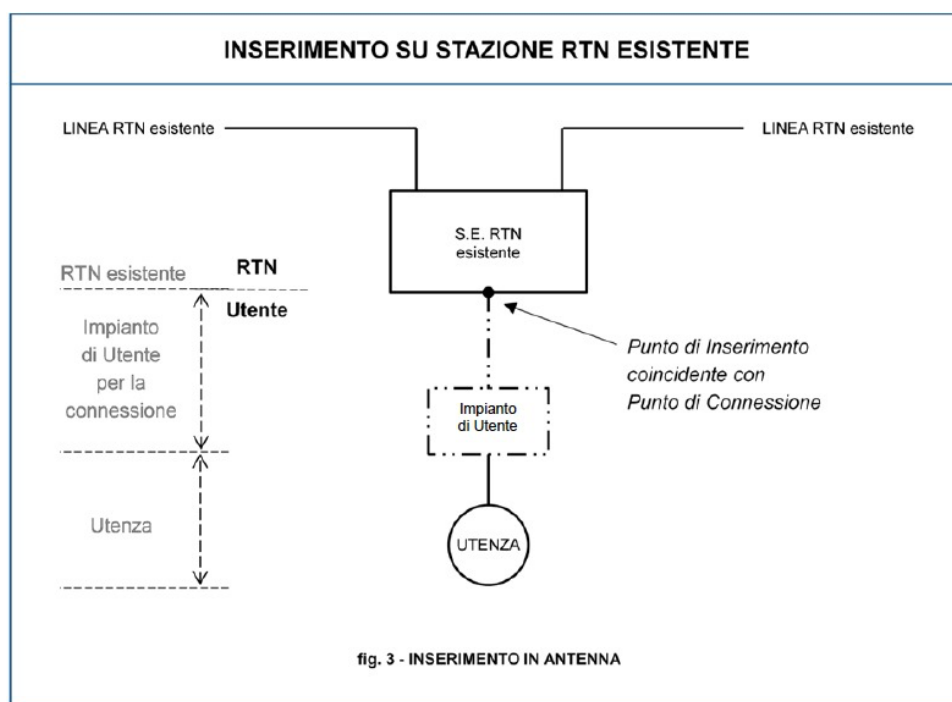 INSERIMENTO SU STAZIONE RTN ESISTENTE
LINEA RTN esistente
LINEA RTN esistente
S.E. RTN
esistente
RTN esistente
RTN
Utente
Impianto
di Utente
per la
connessione
Punto di Inserimento
coincidente con
Punto di Connessione
Impianto
di Utente
Utenza
UTENZA
fig. 3 - INSERIMENTO IN ANTENNA